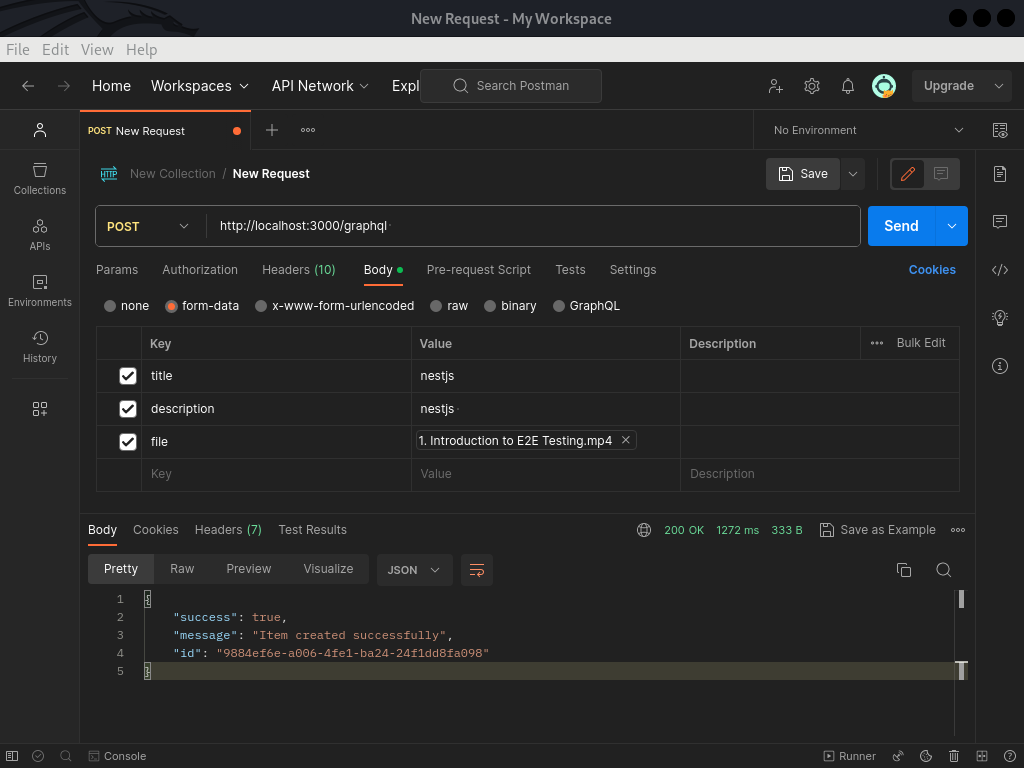 New Request - My Workspace
File Edit View Help
Home Workspaces API Network Expl Search Postman Upgrade
POST New Request No Environment
HTTP New Collection / New Request Save
POST http://localhost:3000/graphql Send
Params Authorization Headers (10) Body Pre-request Script Tests Settings Cookies
none form-data x-www-form-urlencoded raw binary GraphQL
Key Value Description Bulk Edit
title nestjs
description nestjs
file 1. Introduction to E2E Testing.mp4
Key Value Description
Collections
APIs
Environments
History
Body Cookies Headers (7) Test Results 200 OK 1272 ms 333 B Save as Example
Pretty Raw Preview Visualize JSON
1 {
2 "success": true,
3 "message": "Item created successfully",
4 "id": "9884ef6e-a006-4fe1-ba24-24f1dd8fa098"
5 }
Console Runner